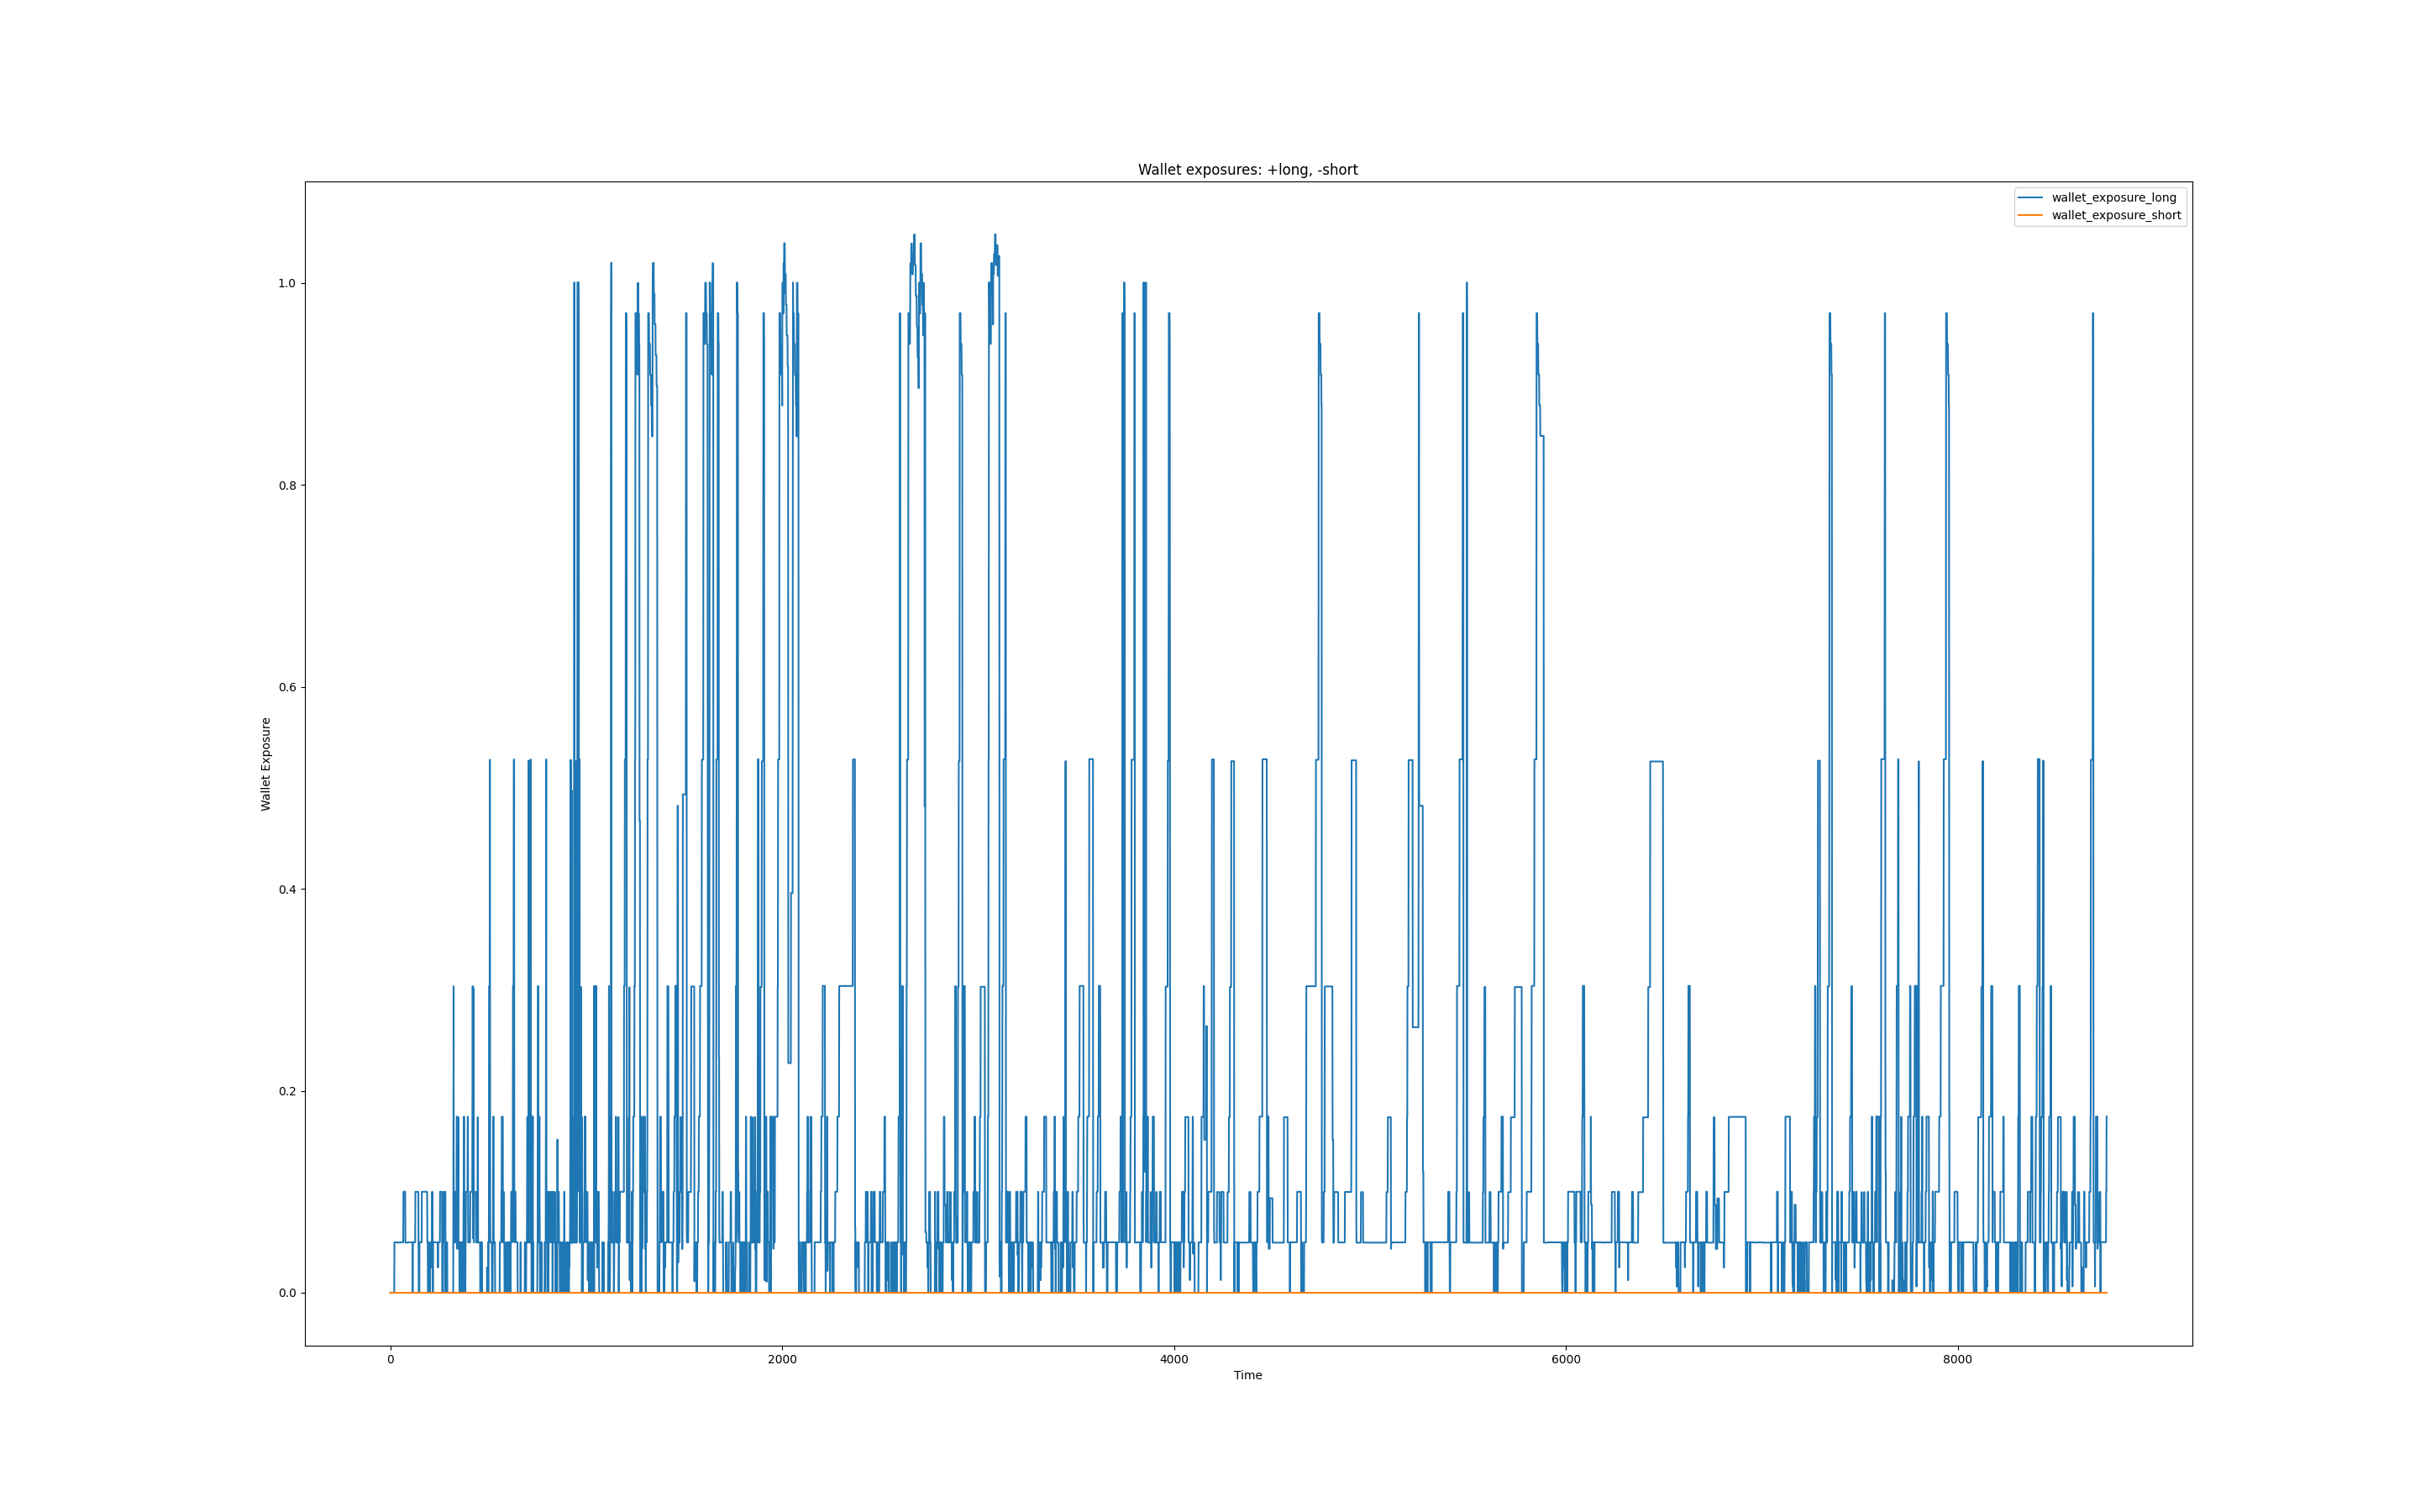 Wallet exposures: +long, -short
wallet_exposure_long
wallet_exposure_short
1.0
0.8
0.6
0.4
0.2
0.0
Wallet Exposure
0 2000 4000 6000 8000
Time